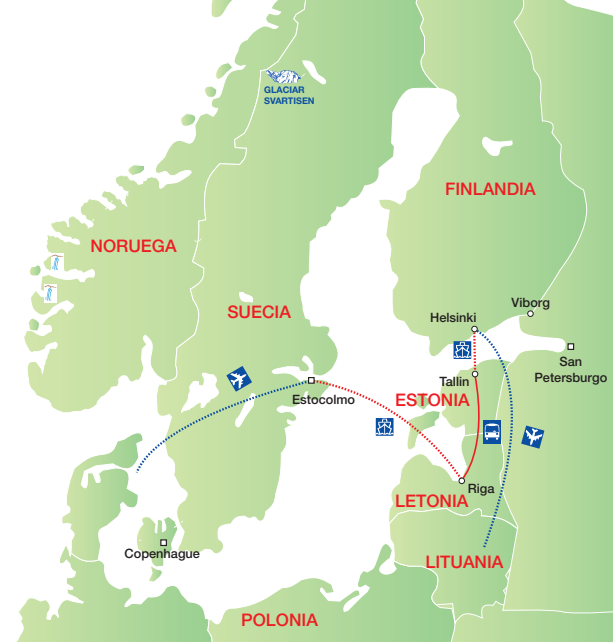 GLACIAR
SVARTISEN
FINLANDIA
NORUEGA
Viborg
SUECIA
Helsinki
San
Petersburgo
Tallin
Estocolmo
ESTONIA
Riga
LETONIA
Copenhague
LITUANIA
POLONIA